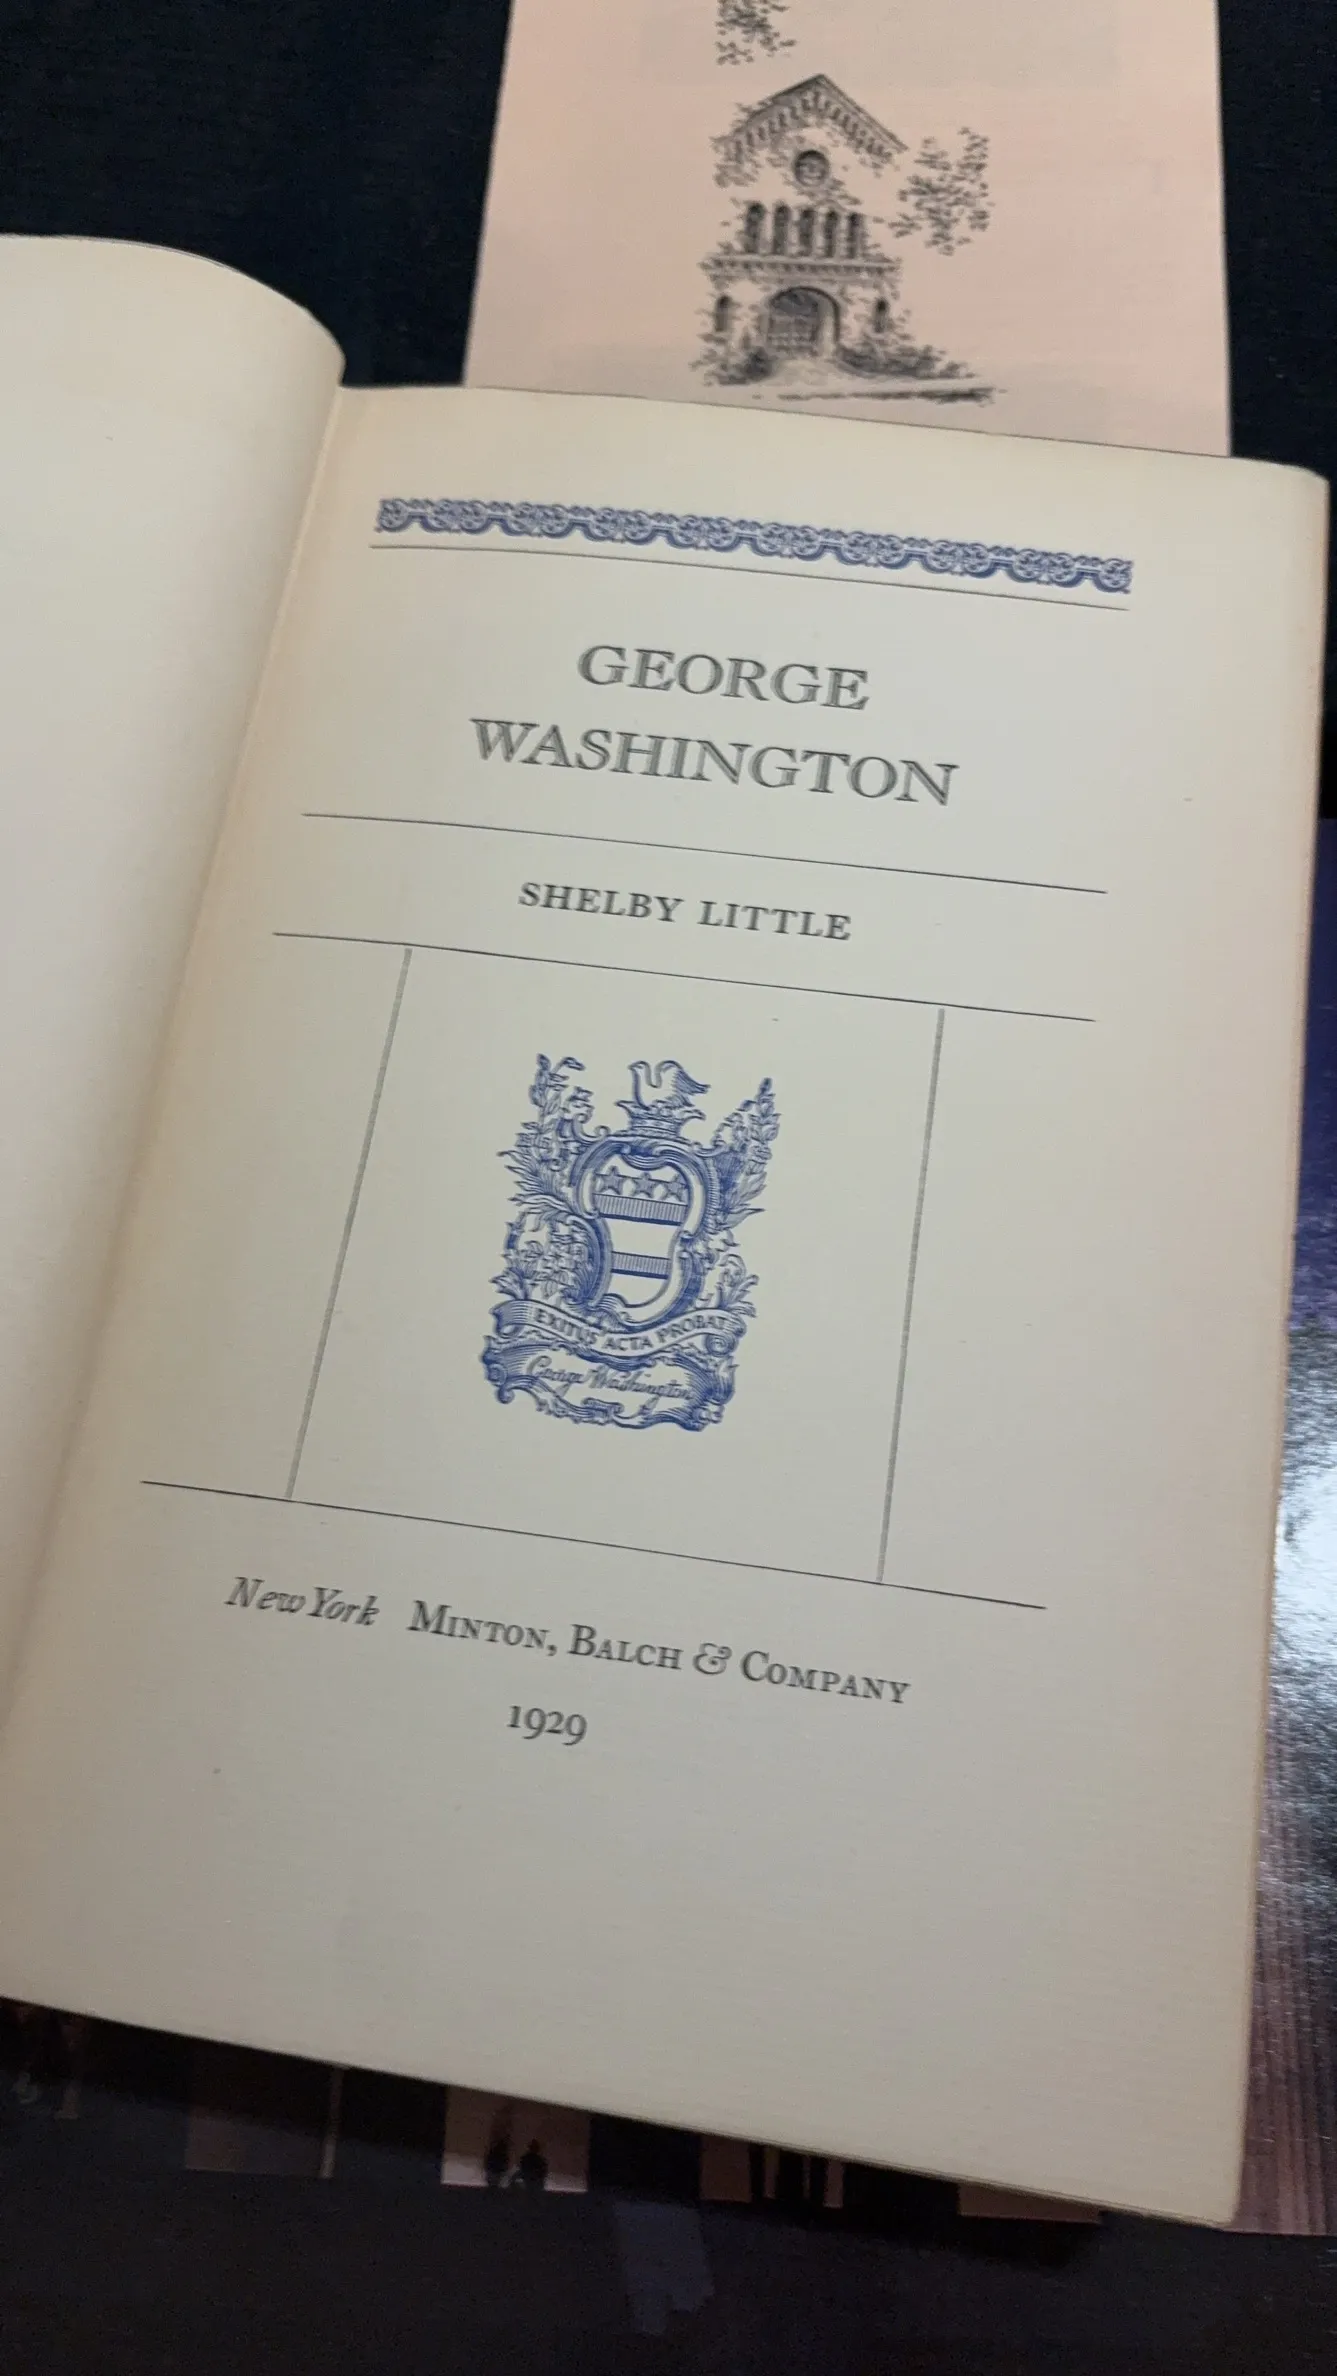 GEORGE
WASHINGTON
SHELBY LITTLE
EXITUS ACTA PROBAT
George Washington
New York MINTON, BALCH & COMPANY
1929